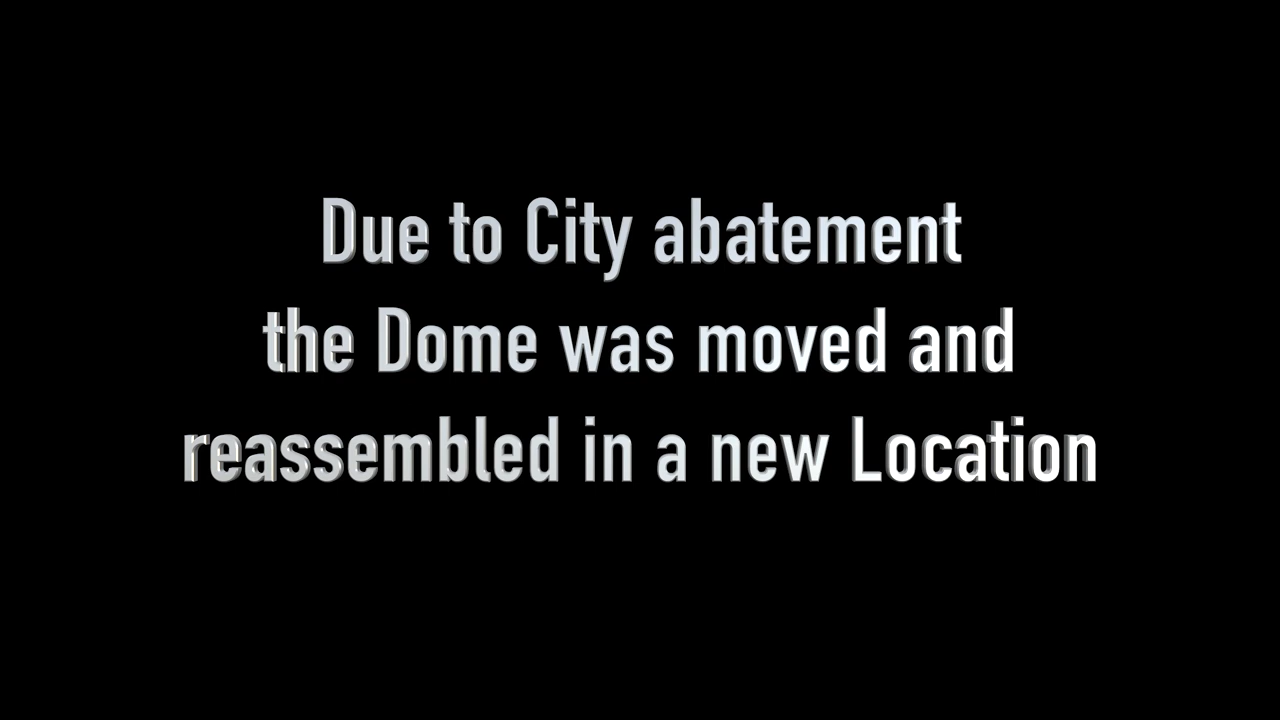 Due to City abatement
the Dome was moved and
reassembled in a new Location